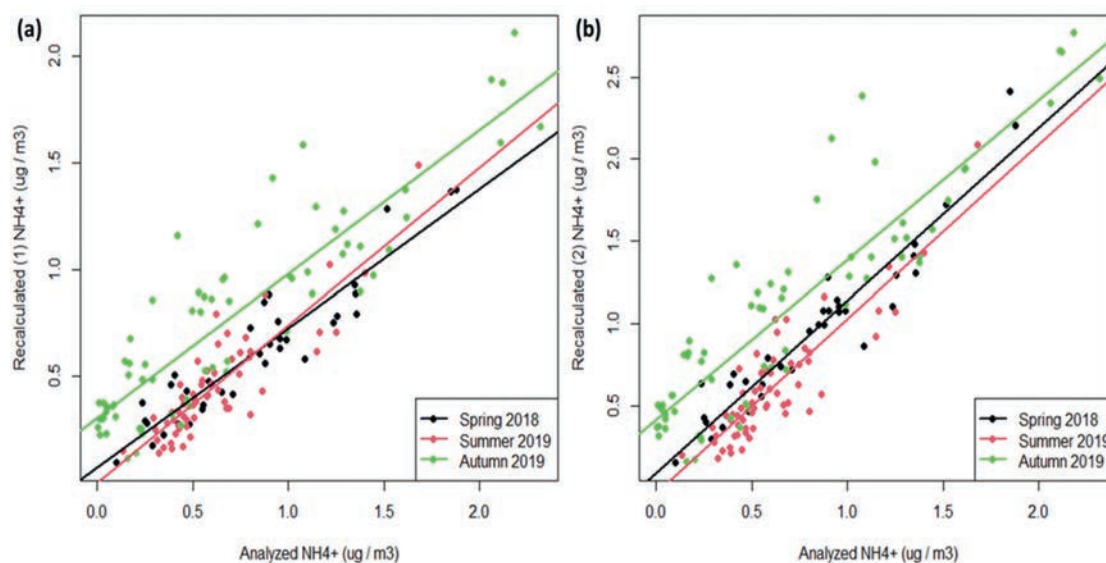 (a)
Recalculated (1) NH4+ (ug / m3)
2.0
1.5
1.0
0.5
0.0 0.5 1.0 1.5 2.0
Analyzed NH4+ (ug / m3)
Spring 2018
Summer 2019
Autumn 2019
(b)
Recalculated (2) NH4+ (ug / m3)
2.5
2.0
1.5
1.0
0.5
0.0 0.5 1.0 1.5 2.0
Analyzed NH4+ (ug / m3)
Spring 2018
Summer 2019
Autumn 2019